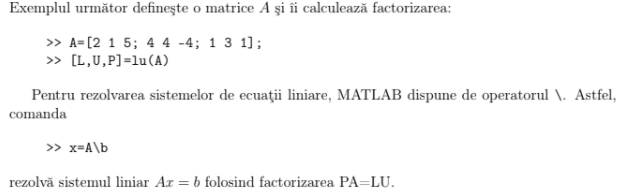 Exemplul următor defineşte o matrice A şi îi calculează factorizarea:
>> A=[2 1 5; 4 4 -4; 1 3 1];
>> [L,U,P]=lu(A)
Pentru rezolvarea sistemelor de ecuaţii liniare, MATLAB dispune de operatorul \. Astfel,
comanda
>> x=A\b
rezolvă sistemul liniar Ax = b folosind factorizarea PA=LU.